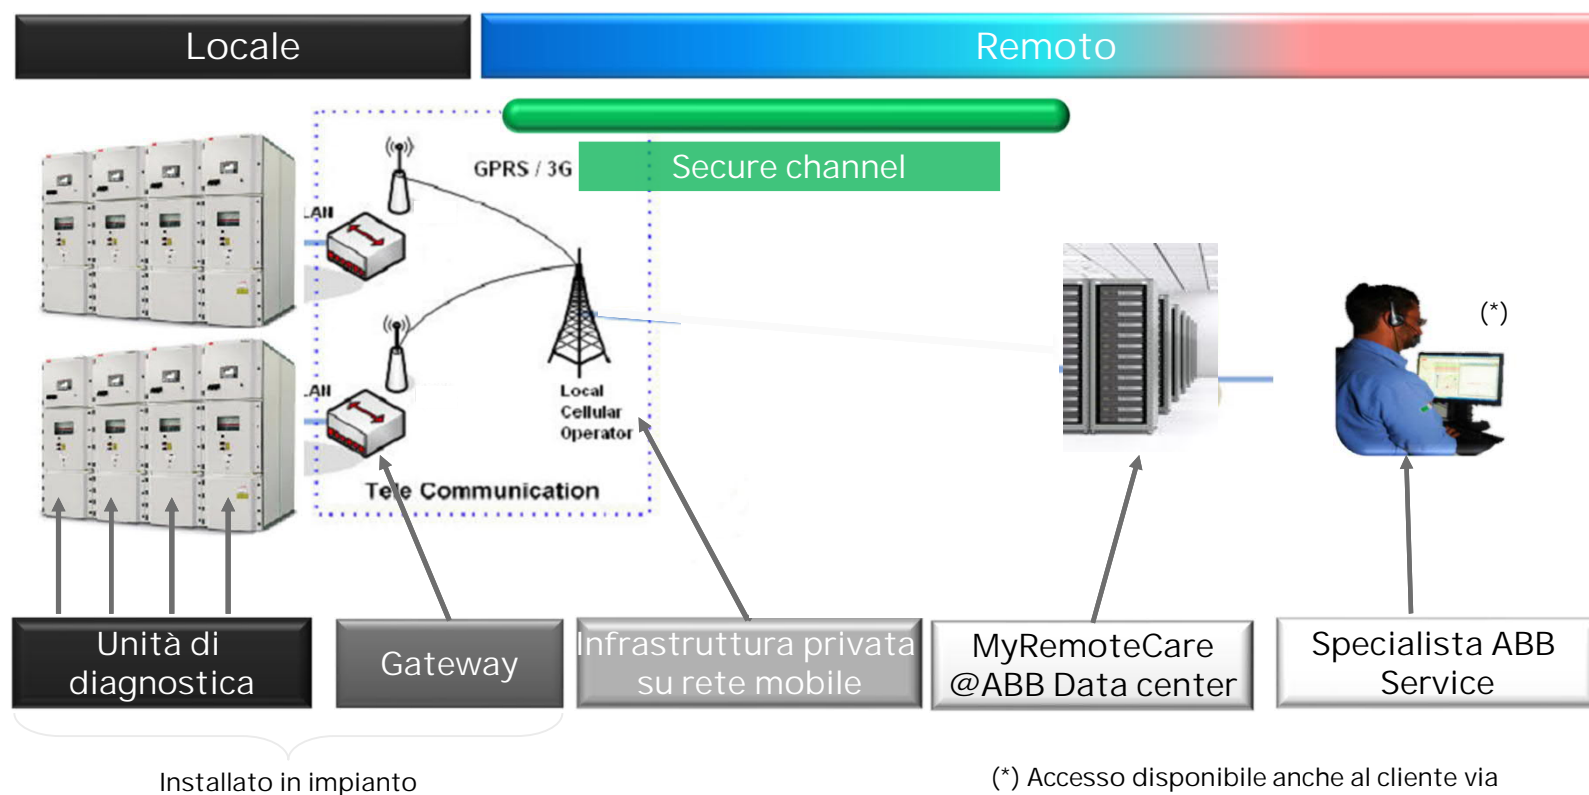 Locale
Remoto
GPRS / 3G
Secure channel
LAN
LAN
Local
Cellular
Operator
Tele Communication
(*)
Unità di
diagnostica
Gateway
Infrastruttura privata
su rete mobile
MyRemoteCare
@ABB Data center
Specialista ABB
Service
Installato in impianto
(*) Accesso disponibile anche al cliente via